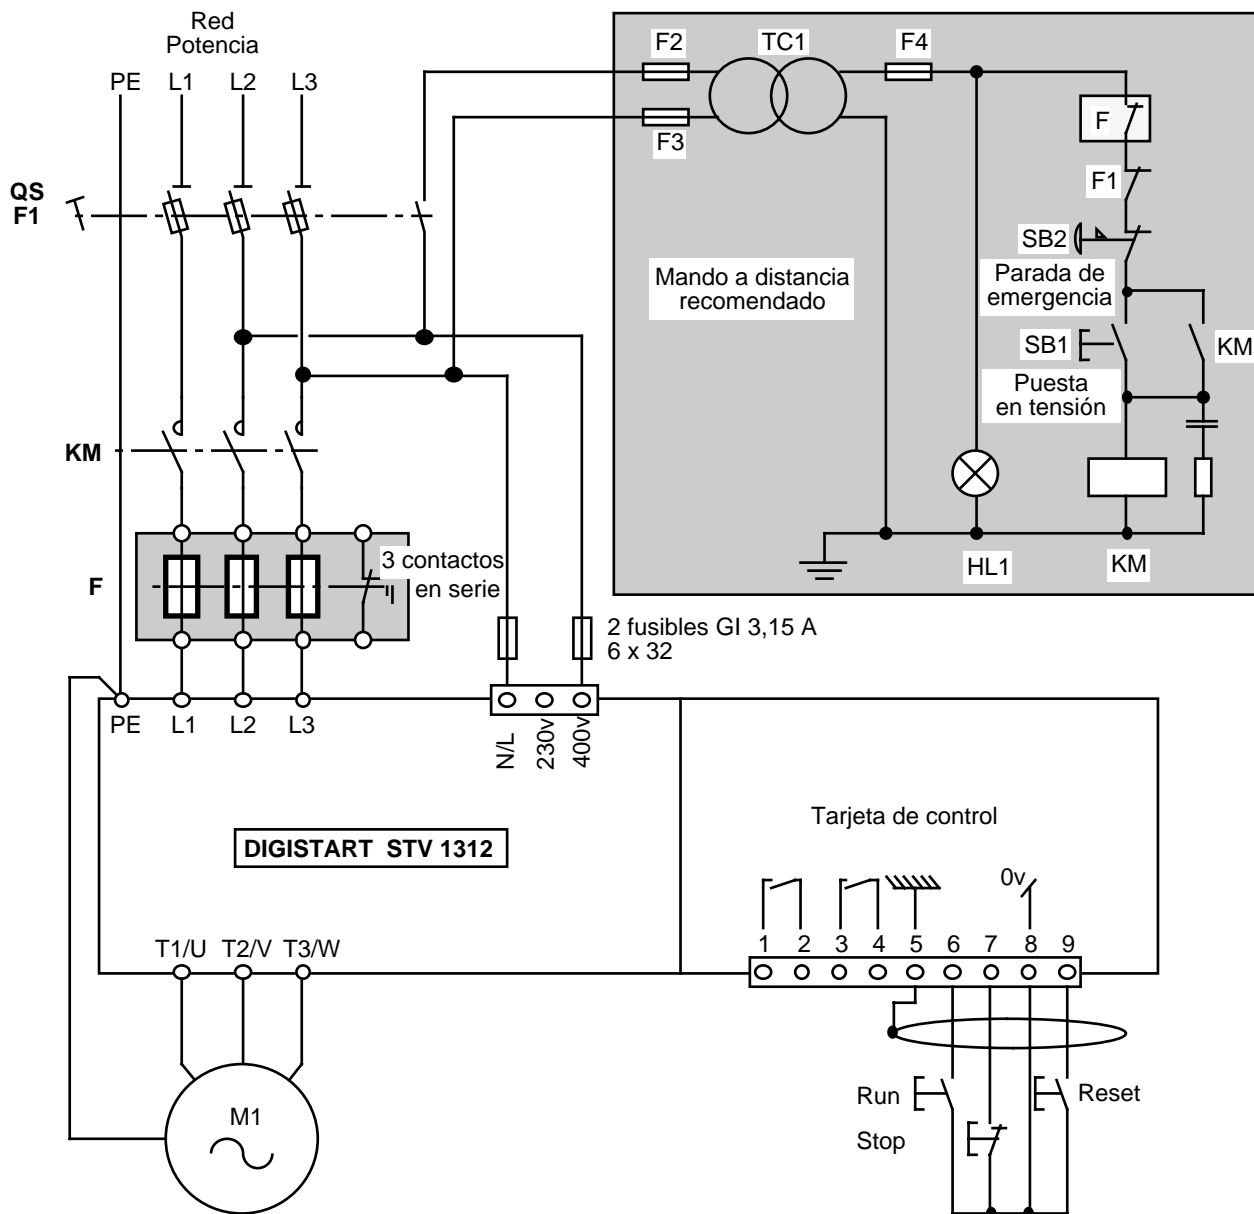 Red
Potencia
PE L1 L2 L3
QS
F1
F2 TC1 F4
F3
F
F1
SB2
Parada de
emergencia
Mando a distancia
recomendado
SB1
KM
Puesta
en tensión
KM
HL1 KM
F
3 contactos
en serie
2 fusibles GI 3,15 A
6 x 32
PE L1 L2 L3
N/L
230v
400v
Tarjeta de control
DIGISTART STV 1312
0v
T1/U T2/V T3/W
1 2 3 4 5 6 7 8 9
Run
Reset
Stop
M1